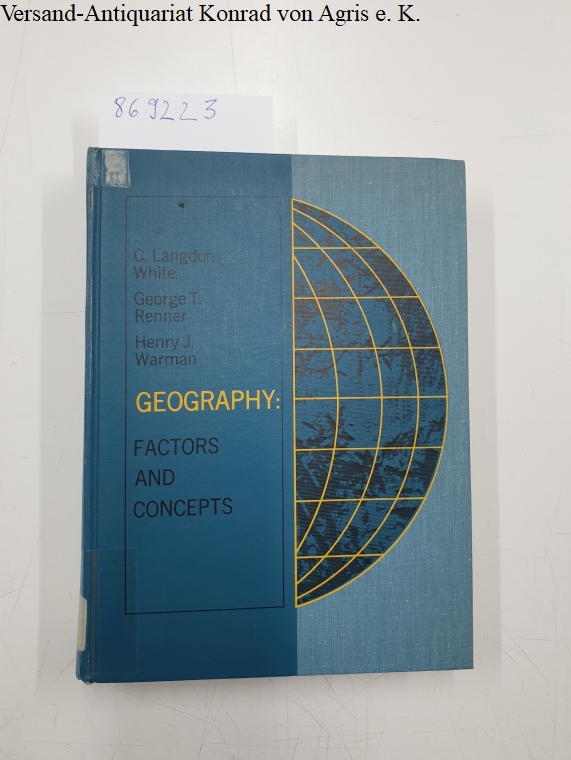 Versand-Antiquariat Konrad von Agris e. K.
869223
C. Langdon
White
George T.
Renner
Henry J.
Warman
GEOGRAPHY:
FACTORS
AND
CONCEPTS